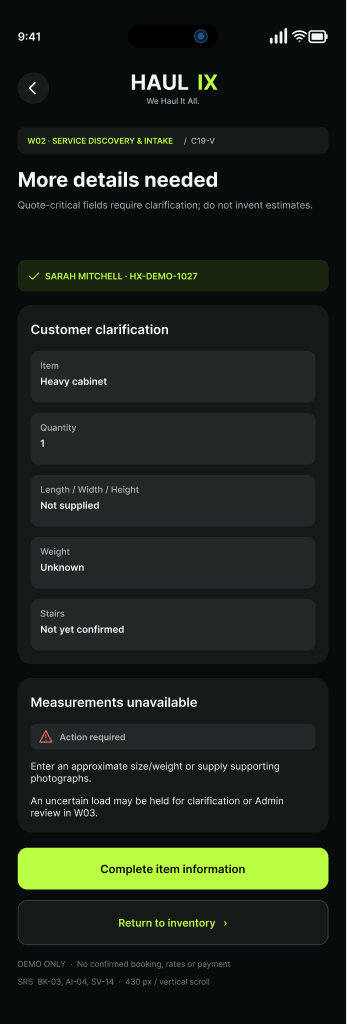 9:41
HAUL IX
We Haul It All.
W02 · SERVICE DISCOVERY & INTAKE / C19-V
More details needed
Quote-critical fields require clarification; do not invent estimates.
SARAH MITCHELL · HX-DEMO-1027
Customer clarification
Item
Heavy cabinet
Quantity
1
Length / Width / Height
Not supplied
Weight
Unknown
Stairs
Not yet confirmed
Measurements unavailable
Action required
Enter an approximate size/weight or supply supporting
photographs.
An uncertain load may be held for clarification or Admin
review in W03.
Complete item information
Return to inventory ›
DEMO ONLY · No confirmed booking, rates or payment
SRS BK-03, AI-04, SV-14 · 430 px / vertical scroll